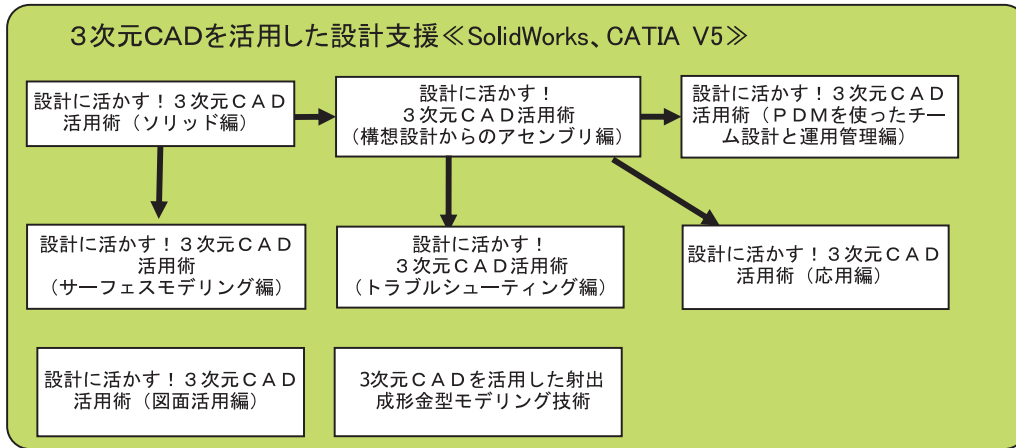 ３次元CADを活用した設計支援≪SolidWorks、CATIA V5≫
設計に活かす！３次元ＣＡＤ
活用術（ソリッド編）
設計に活かす！
３次元ＣＡＤ活用術
（構想設計からのアセンブリ編）
設計に活かす！３次元ＣＡＤ
活用術（ＰＤＭを使ったチー
ム設計と運用管理編）
設計に活かす！３次元ＣＡＤ
活用術
（サーフェスモデリング編）
設計に活かす！
３次元ＣＡＤ活用術
（トラブルシューティング編）
設計に活かす！３次元ＣＡＤ
活用術（応用編）
設計に活かす！３次元ＣＡＤ
活用術（図面活用編）
3次元ＣＡＤを活用した射出
成形金型モデリング技術